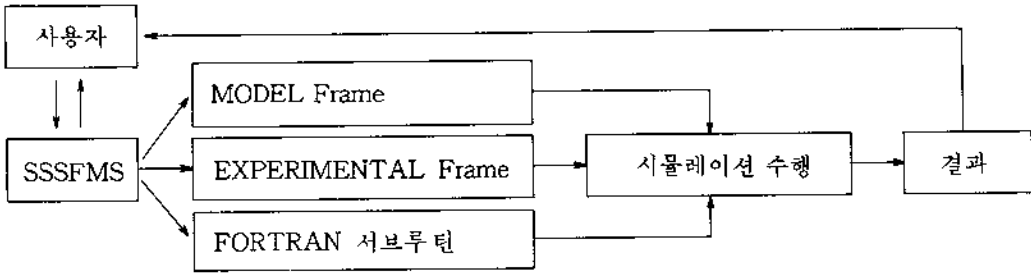 사용자
MODEL Frame
SSSFMS
EXPERIMENTAL Frame
시뮬레이션 수행
결과
FORTRAN 서브루틴